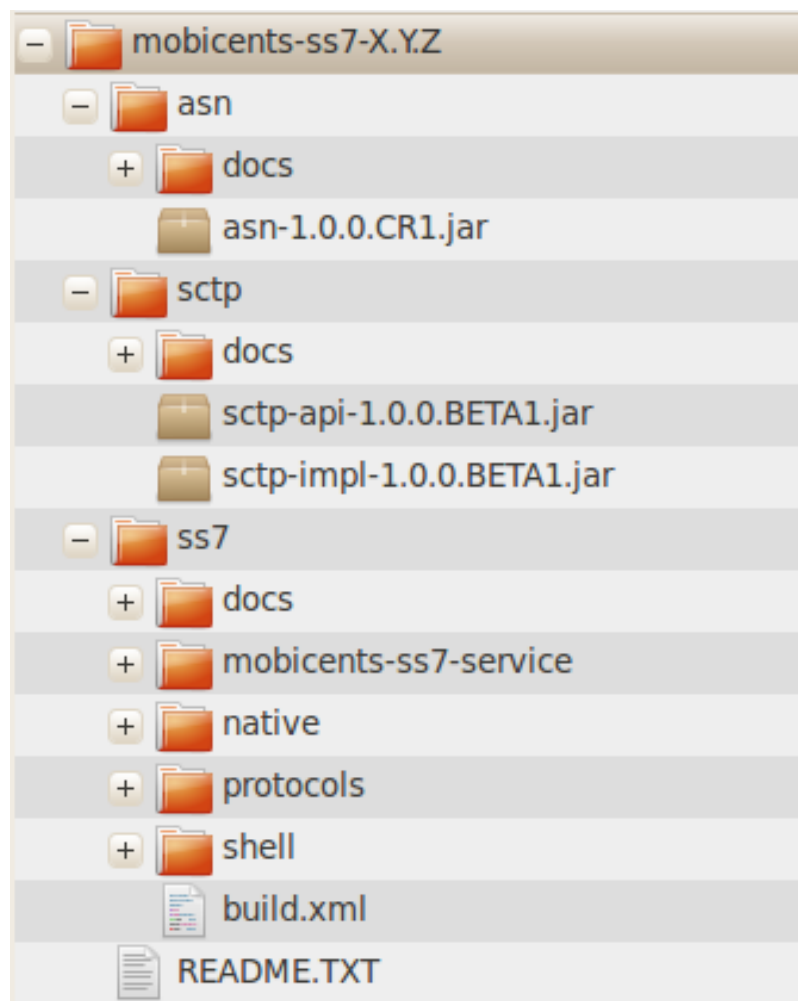 mobicents-ss7-X.Y.Z
asn
docs
asn-1.0.0.CR1.jar
sctp
docs
sctp-api-1.0.0.BETA1.jar
sctp-impl-1.0.0.BETA1.jar
ss7
docs
mobicents-ss7-service
native
protocols
shell
build.xml
README.TXT